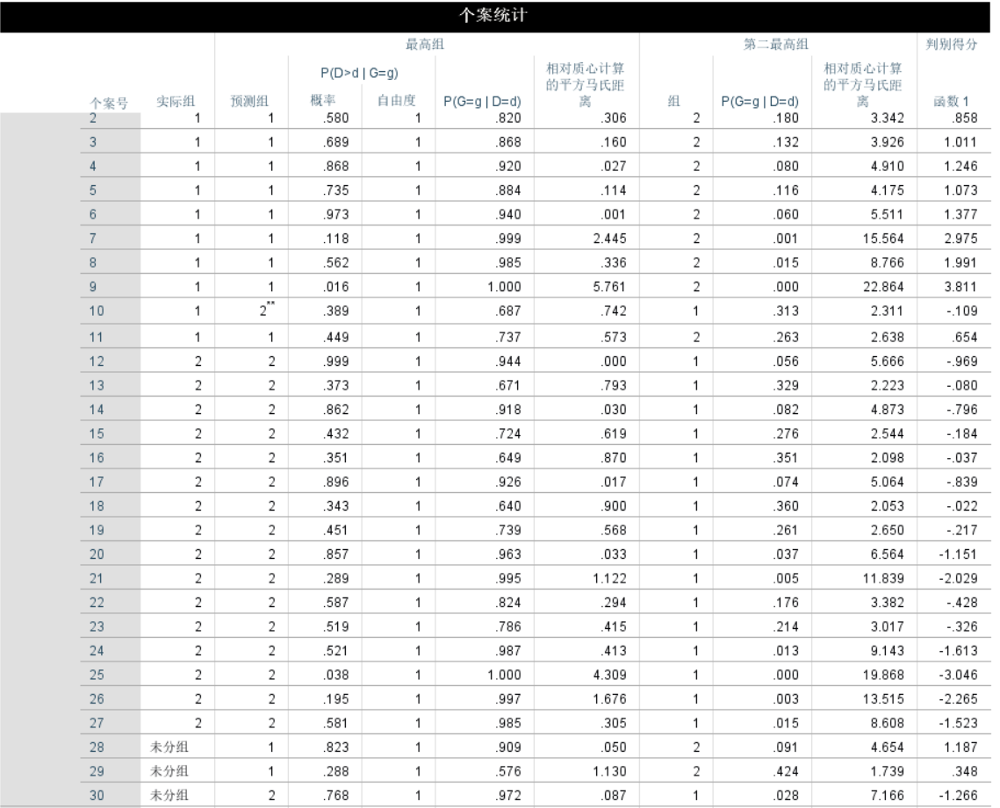 个案统计
最高组 第二最高组 判别得分
P(D>d | G=g) 相对质心计算 相对质心计算
的平方马氏距 的平方马氏距
个案号 实际组 预测组 概率 自由度 P(G=g | D=d) 离 组 P(G=g | D=d) 离 函数 1
2 1 1 .580 1 .820 .306 2 .180 3.342 .858
3 1 1 .689 1 .868 .160 2 .132 3.926 1.011
4 1 1 .868 1 .920 .027 2 .080 4.910 1.246
5 1 1 .735 1 .884 .114 2 .116 4.175 1.073
6 1 1 .973 1 .940 .001 2 .060 5.511 1.377
7 1 1 .118 1 .999 2.445 2 .001 15.564 2.975
8 1 1 .562 1 .985 .336 2 .015 8.766 1.991
9 1 1 .016 1 1.000 5.761 2 .000 22.864 3.811
10 1 2** .389 1 .687 .742 1 .313 2.311 -.109
11 1 1 .449 1 .737 .573 2 .263 2.638 .654
12 2 2 .999 1 .944 .000 1 .056 5.666 -.969
13 2 2 .373 1 .671 .793 1 .329 2.223 -.080
14 2 2 .862 1 .918 .030 1 .082 4.873 -.796
15 2 2 .432 1 .724 .619 1 .276 2.544 -.184
16 2 2 .351 1 .649 .870 1 .351 2.098 -.037
17 2 2 .896 1 .926 .017 1 .074 5.064 -.839
18 2 2 .343 1 .640 .900 1 .360 2.053 -.022
19 2 2 .451 1 .739 .568 1 .261 2.650 -.217
20 2 2 .857 1 .963 .033 1 .037 6.564 -1.151
21 2 2 .289 1 .995 1.122 1 .005 11.839 -2.029
22 2 2 .587 1 .824 .294 1 .176 3.382 -.428
23 2 2 .519 1 .786 .415 1 .214 3.017 -.326
24 2 2 .521 1 .987 .413 1 .013 9.143 -1.613
25 2 2 .038 1 1.000 4.309 1 .000 19.868 -3.046
26 2 2 .195 1 .997 1.676 1 .003 13.515 -2.265
27 2 2 .581 1 .985 .305 1 .015 8.608 -1.523
28 未分组 1 .823 1 .909 .050 2 .091 4.654 1.187
29 未分组 1 .288 1 .576 1.130 2 .424 1.739 .348
30 未分组 2 .768 1 .972 .087 1 .028 7.166 -1.266